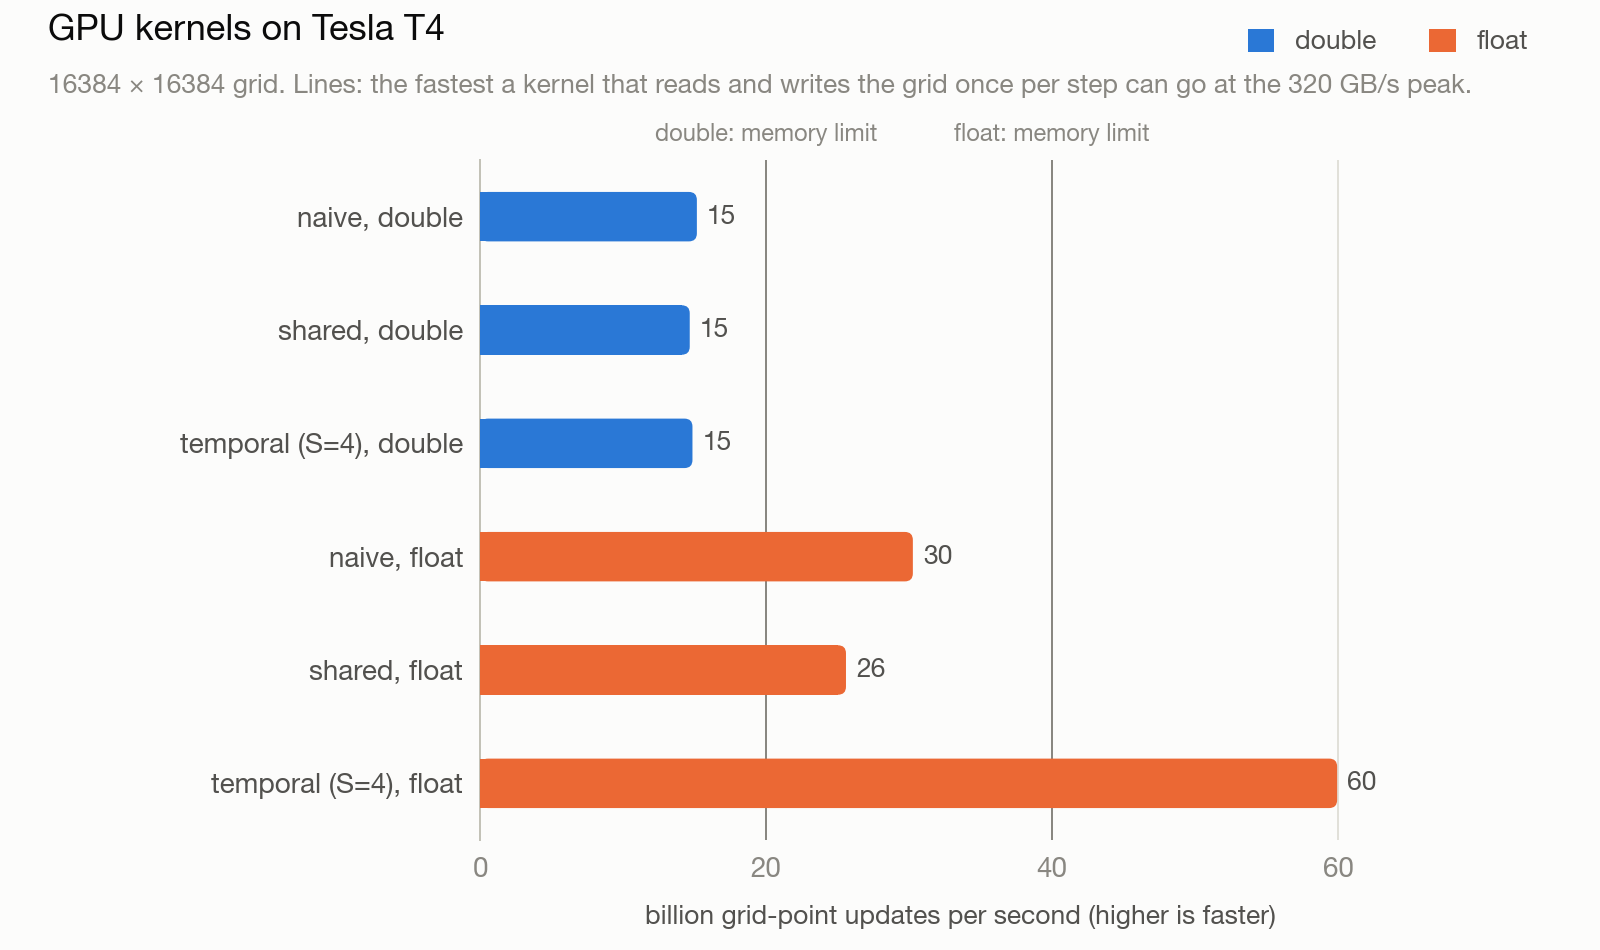 GPU kernels on Tesla T4
double float
16384 × 16384 grid. Lines: the fastest a kernel that reads and writes the grid once per step can go at the 320 GB/s peak.
double: memory limit float: memory limit
naive, double 15
shared, double 15
temporal (S=4), double 15
naive, float 30
shared, float 26
temporal (S=4), float 60
0 20 40 60
billion grid-point updates per second (higher is faster)